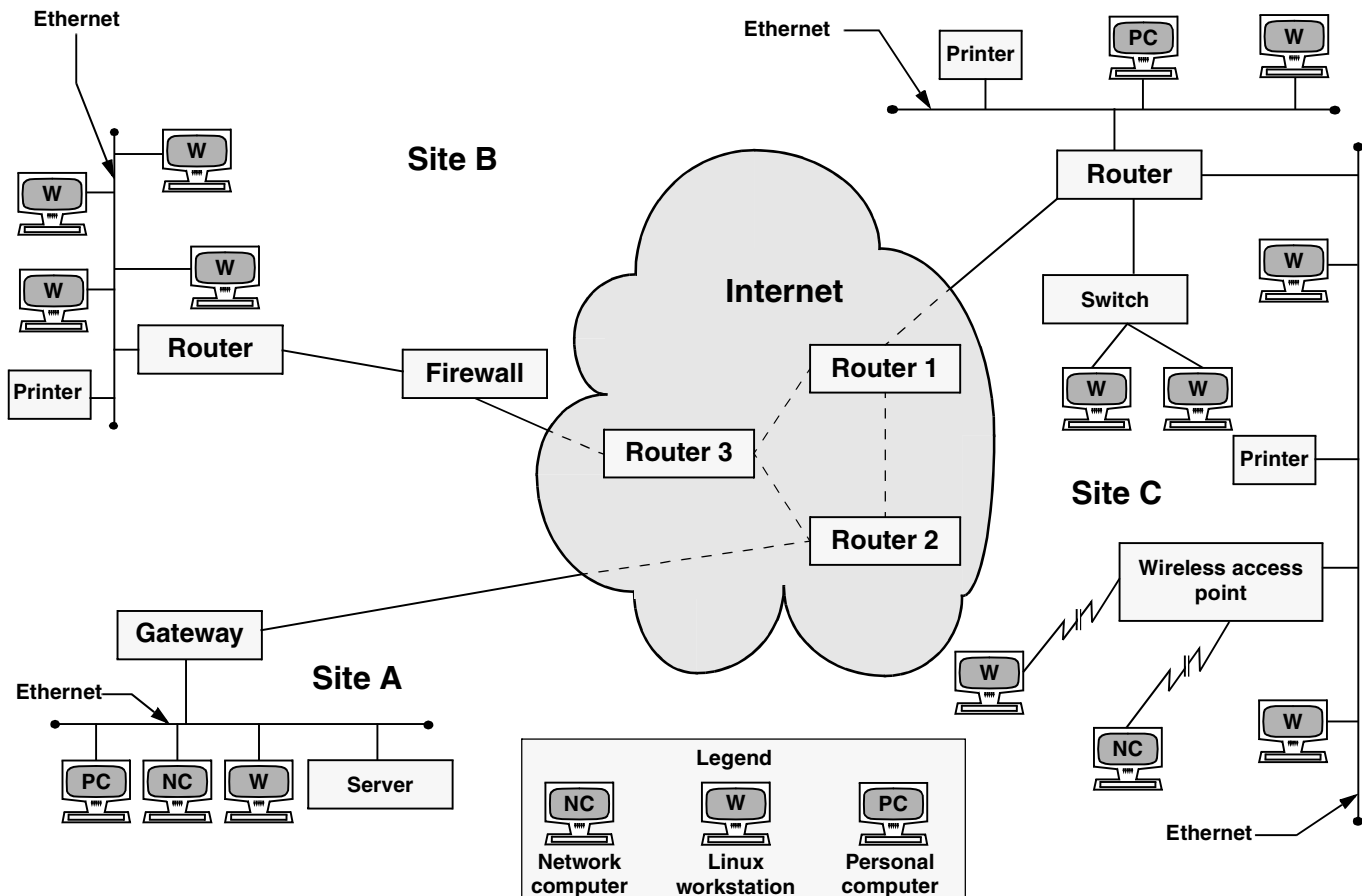 Ethernet
W
W
W
W
Router
Printer
Site B
Firewall
Internet
Router 1
Router 3
Router 2
Ethernet
Printer
PC
W
Router
Switch
W
W
W
Printer
Site C
Wireless access
point
W
NC
W
Ethernet
Gateway
Site A
Ethernet
PC
NC
W
Server
Legend
NC
W
PC
Network
computer
Linux
workstation
Personal
computer